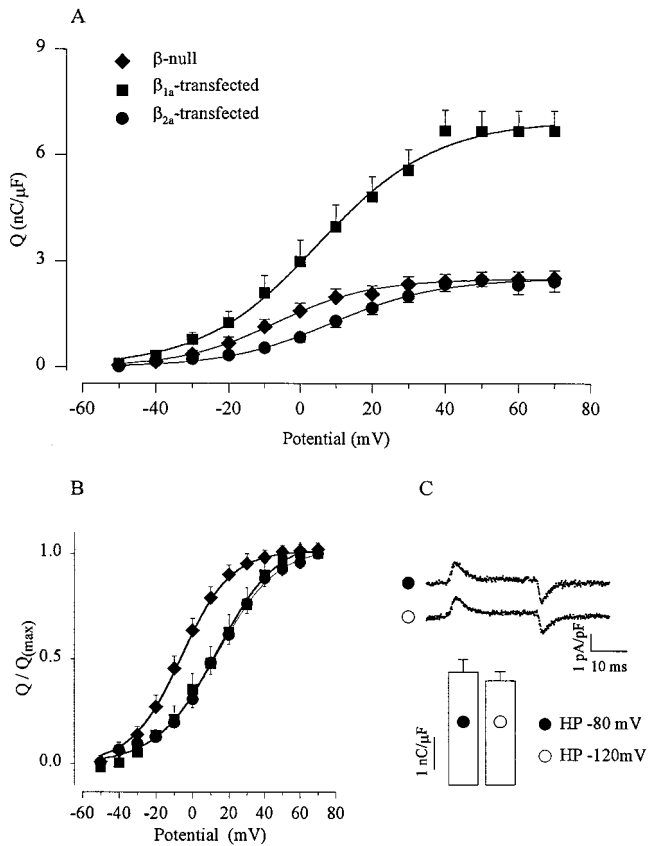 A
9
6
3
0
Q (nC/μF)
β-null
β1a-transfected
β2a-transfected
-60 -40 -20 0 20 40 60 80
Potential (mV)
B
1.0
0.5
0.0
Q / Q(max)
-60 -40 -20 0 20 40 60 80
Potential (mV)
C
1 pA/pF
10 ms
1 nC/μF
HP -80 mV
HP -120mV